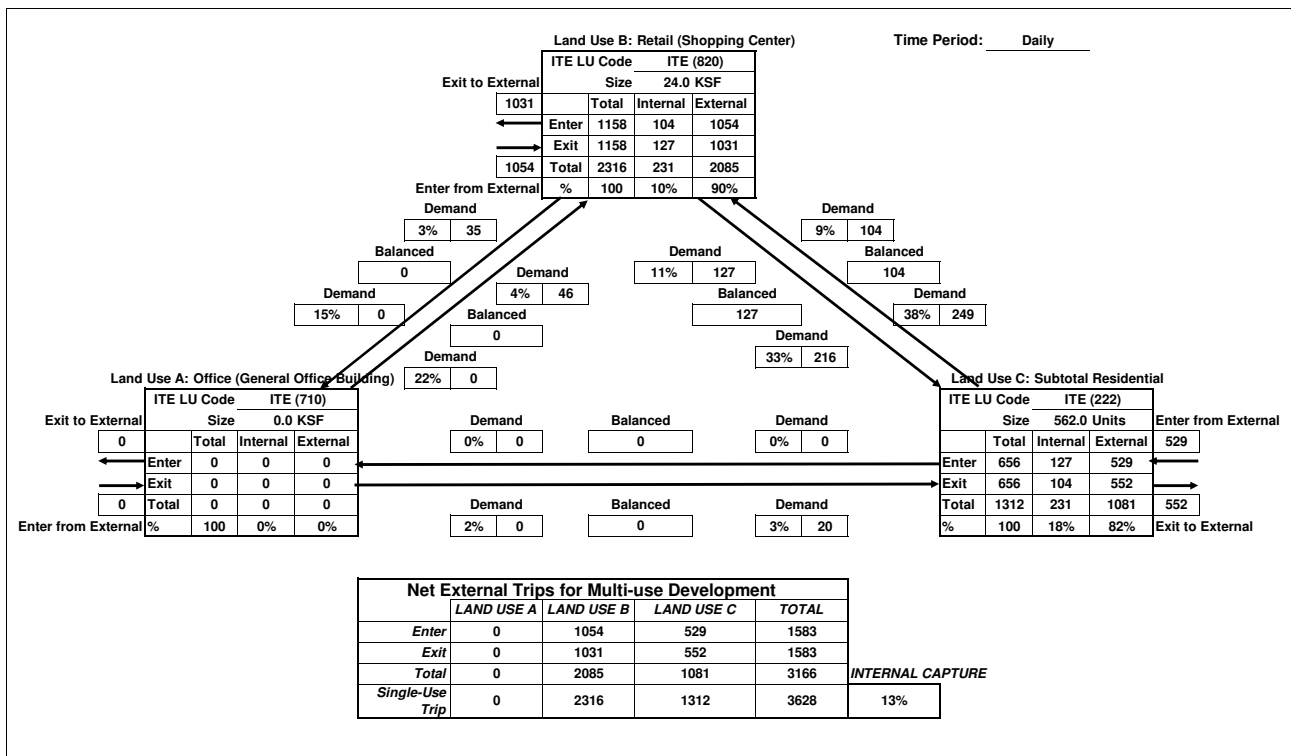 Land Use B: Retail (Shopping Center)
Time Period: Daily
ITE LU Code ITE (820)
Exit to External Size 24.0 KSF
1031 Total Internal External
Enter 1158 104 1054
Exit 1158 127 1031
1054 Total 2316 231 2085
Enter from External % 100 10% 90%
Demand Demand
3% 35 9% 104
Balanced Demand Balanced
0 11% 127 104
Demand Demand Balanced Demand
15% 0 4% 46 127 38% 249
Balanced Demand
0 33% 216
Demand
22% 0
Land Use A: Office (General Office Building) Land Use C: Subtotal Residential
ITE LU Code ITE (710) ITE LU Code ITE (222)
Exit to External Size 0.0 KSF Size 562.0 Units Enter from External
0 Total Internal External Demand Balanced Demand Total Internal External 529
0% 0 0 0% 0
Enter 0 0 0 Enter 656 127 529
Exit 0 0 0 Exit 656 104 552
0 Total 0 0 0 Demand Balanced Demand Total 1312 231 1081 552
Enter from External % 100 0% 0% 2% 0 0 3% 20 % 100 18% 82% Exit to External
Net External Trips for Multi-use Development
LAND USE A LAND USE B LAND USE C TOTAL
Enter 0 1054 529 1583
Exit 0 1031 552 1583
Total 0 2085 1081 3166 INTERNAL CAPTURE
Single-Use Trip 0 2316 1312 3628 13%